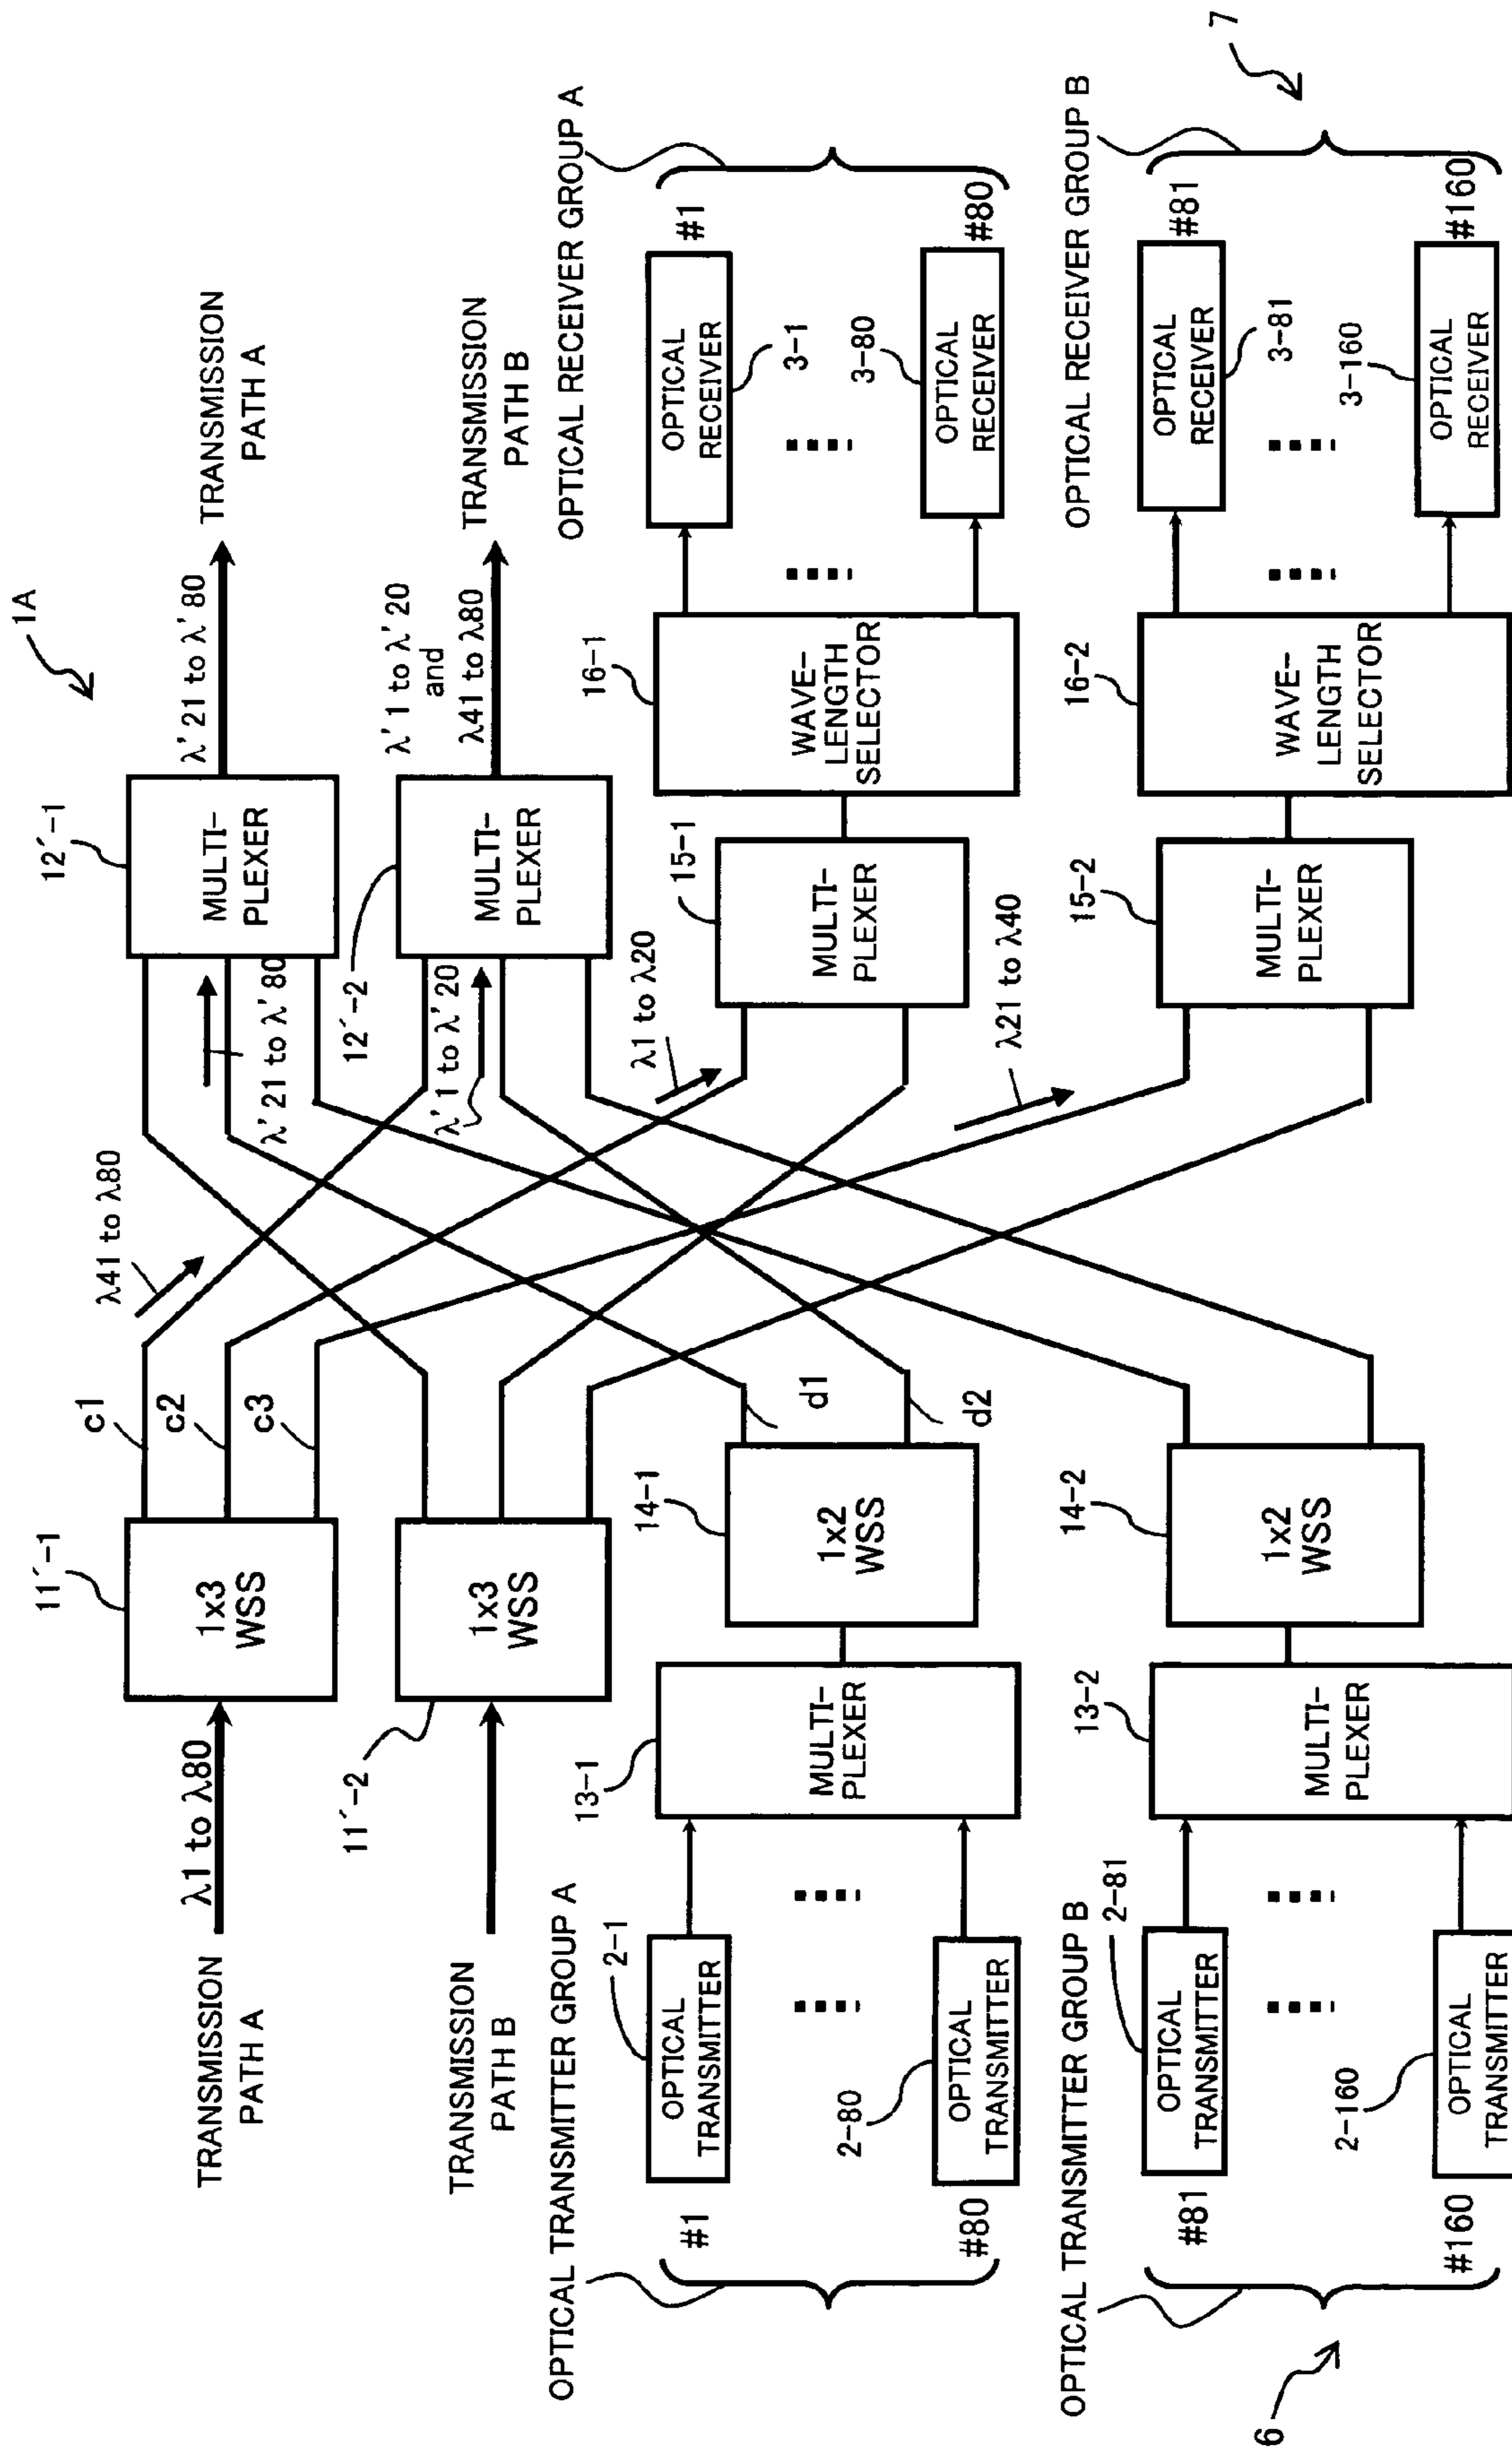 1A
TRANSMISSION
PATH A
λ1 to λ80
11´-1
1x3
WSS
c1
c2
c3
λ41 to λ80
λ' 21 to λ' 80
12´-1
MULTI-
PLEXER
λ' 21 to λ' 80
TRANSMISSION
PATH A
TRANSMISSION
PATH B
11´-2
1x3
WSS
λ' 1 to λ' 20
12´-2
MULTI-
PLEXER
λ' 1 to λ' 20
and
λ41 to λ80
TRANSMISSION
PATH B
OPTICAL TRANSMITTER GROUP A
#1
OPTICAL
TRANSMITTER
2-1
#80
OPTICAL
TRANSMITTER
2-80
13-1
MULTI-
PLEXER
14-1
1x2
WSS
d1
d2
λ1 to λ20
15-1
MULTI-
PLEXER
16-1
WAVE-
LENGTH
SELECTOR
OPTICAL RECEIVER GROUP A
OPTICAL
RECEIVER
#1
3-1
3-80
OPTICAL
RECEIVER
#80
OPTICAL TRANSMITTER GROUP B
#81
OPTICAL
TRANSMITTER
2-81
#160
OPTICAL
TRANSMITTER
2-160
6
13-2
MULTI-
PLEXER
14-2
1x2
WSS
λ21 to λ40
15-2
MULTI-
PLEXER
16-2
WAVE-
LENGTH
SELECTOR
OPTICAL RECEIVER GROUP B
OPTICAL
RECEIVER
#81
3-81
3-160
OPTICAL
RECEIVER
#160
7